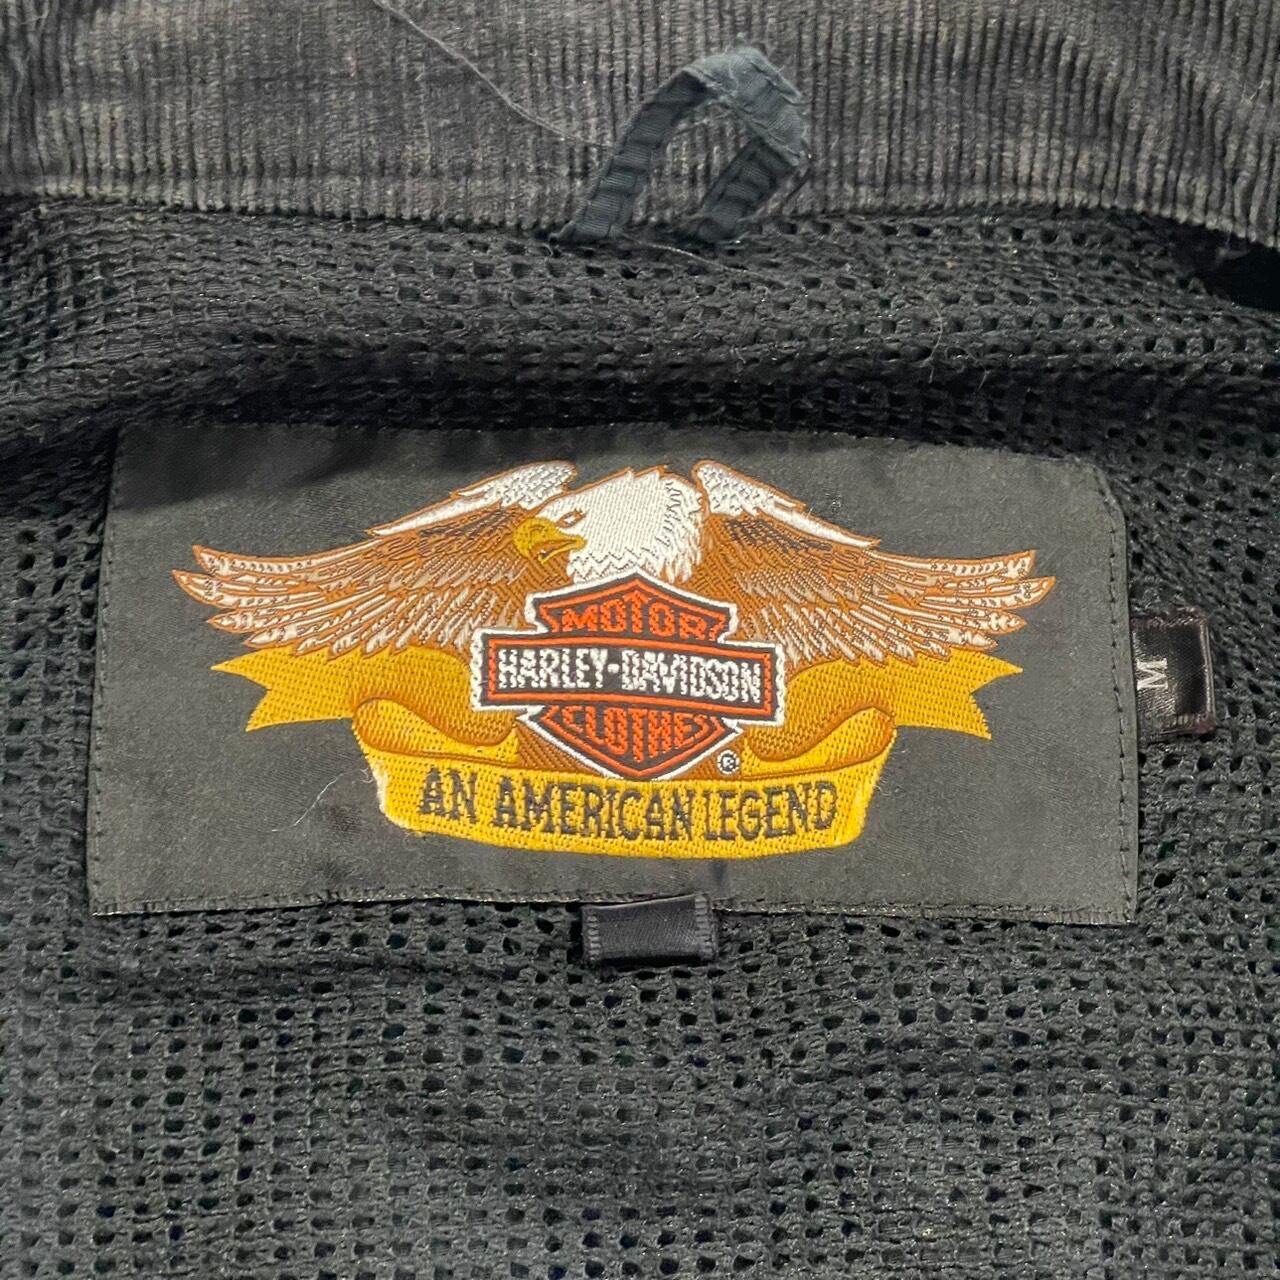 MOTOR
HARLEY-DAVIDSON
CLOTHES
®
AN AMERICAN LEGEND
M